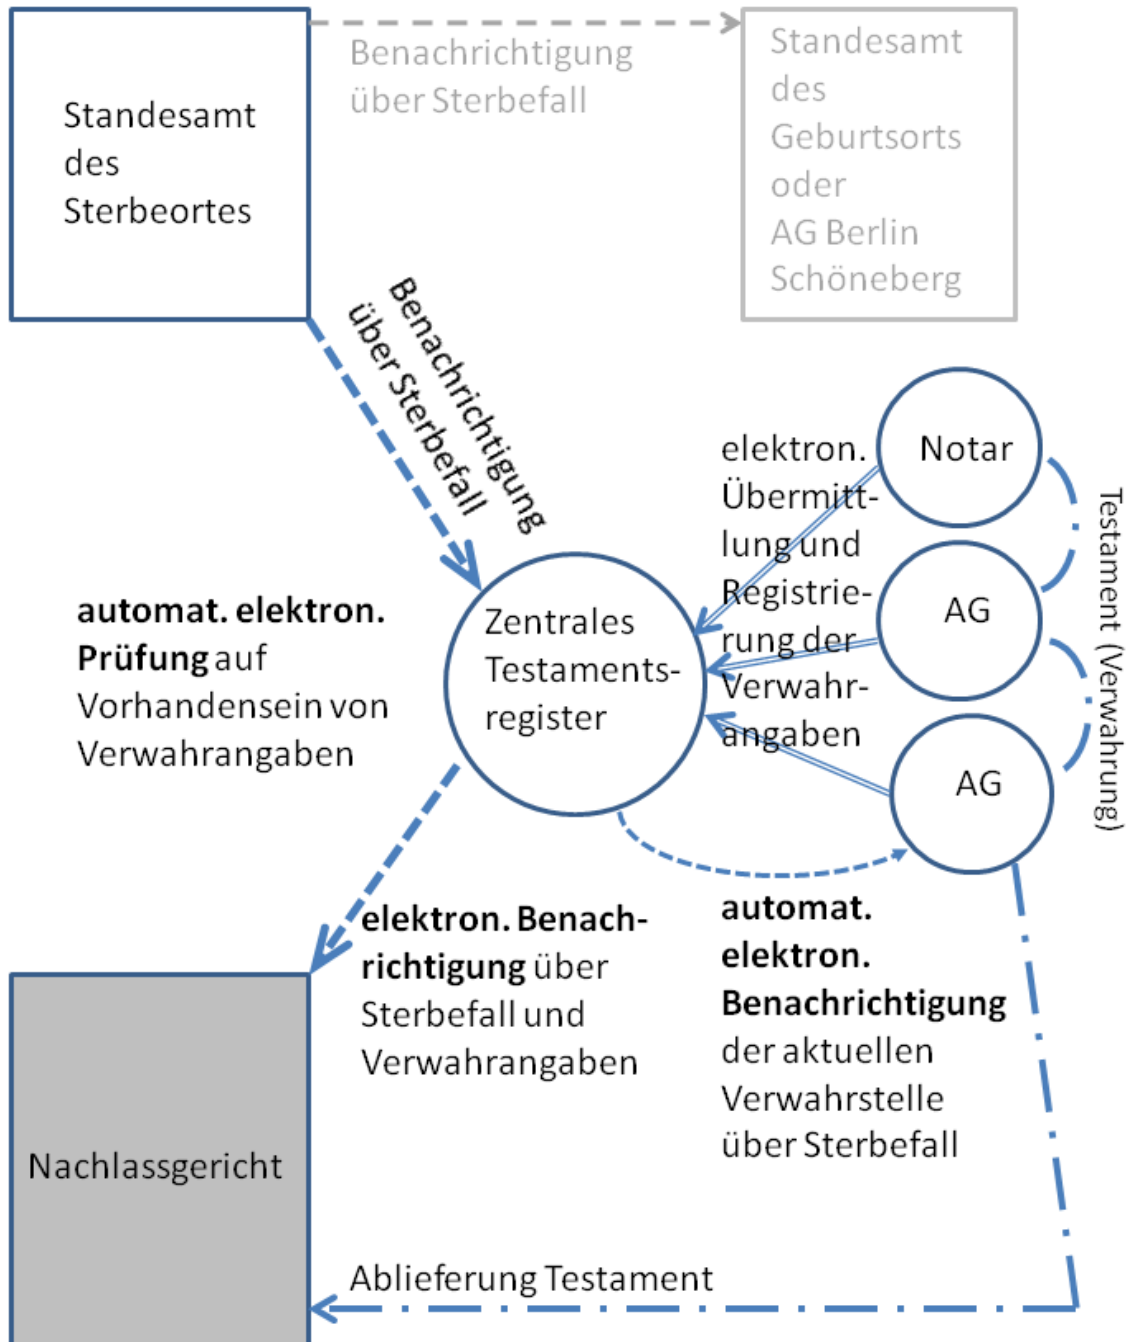 Standesamt
des
Sterbeortes
Benachrichtigung
über Sterbefall
Standesamt
des
Geburtsorts
oder
AG Berlin
Schöneberg
Benachrichtigung
über Sterbefall
elektron.
Übermitt-
lung und
Registrie-
rung der
Verwahr-
angaben
Notar
AG
AG
Testament (Verwahrung)
automat. elektron.
Prüfung auf
Vorhandensein von
Verwahrangaben
Zentrales
Testaments-
register
elektron. Benach-
richtigung über
Sterbefall und
Verwahrangaben
automat.
elektron.
Benachrichtigung
der aktuellen
Verwahrstelle
über Sterbefall
Nachlassgericht
Ablieferung Testament